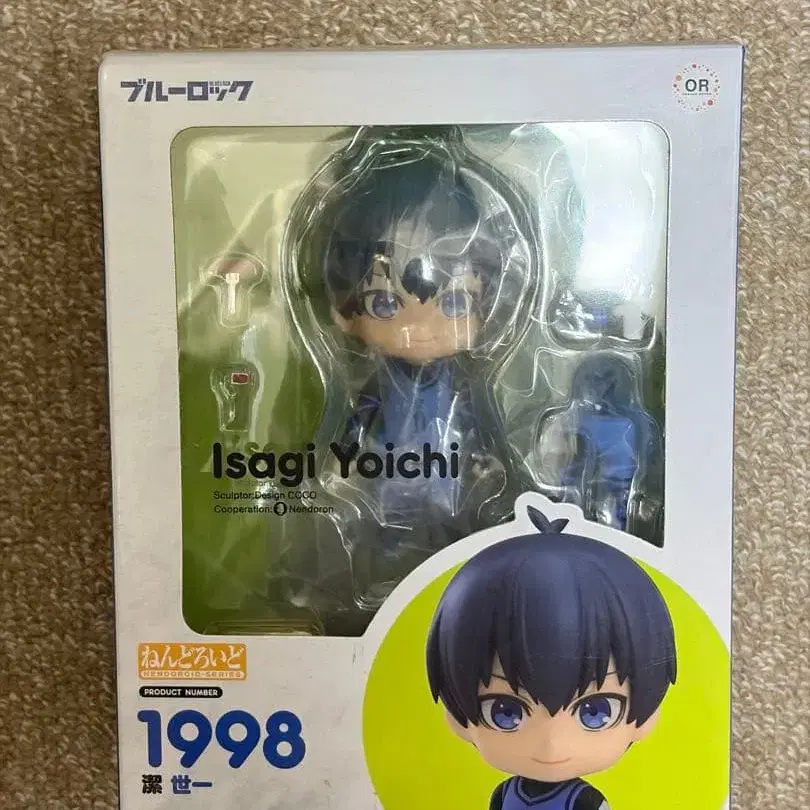 ブルーロック
OR
Isagi Yoichi
Sculptor:Design COCO
Cooperation: Nendoron
ねんどろいど
NENDOROID SERIES
PRODUCT NUMBER
1998
潔 世一